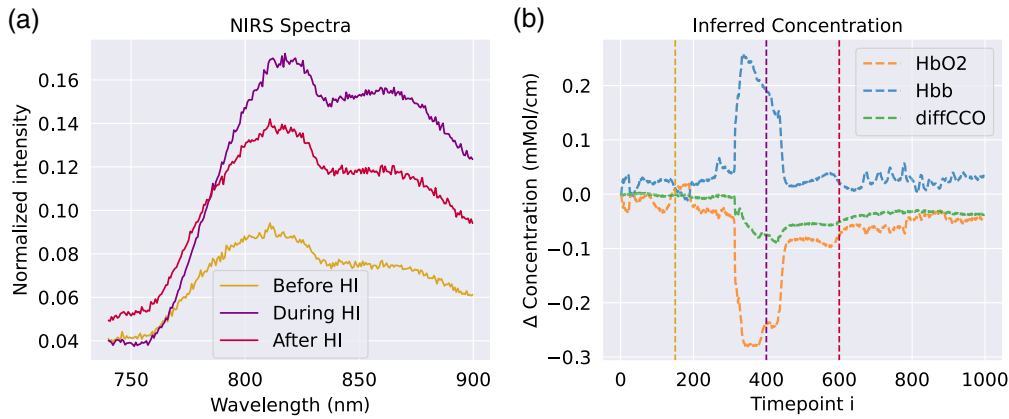 (a)
NIRS Spectra
Normalized intensity
0.16
0.14
0.12
0.10
0.08
0.06
0.04
Before HI
During HI
After HI
750
800
850
900
Wavelength (nm)
(b)
Inferred Concentration
Δ Concentration (mMol/cm)
0.2
0.1
0.0
−0.1
−0.2
−0.3
HbO2
Hbb
diffCCO
0
200
400
600
800
1000
Timepoint i